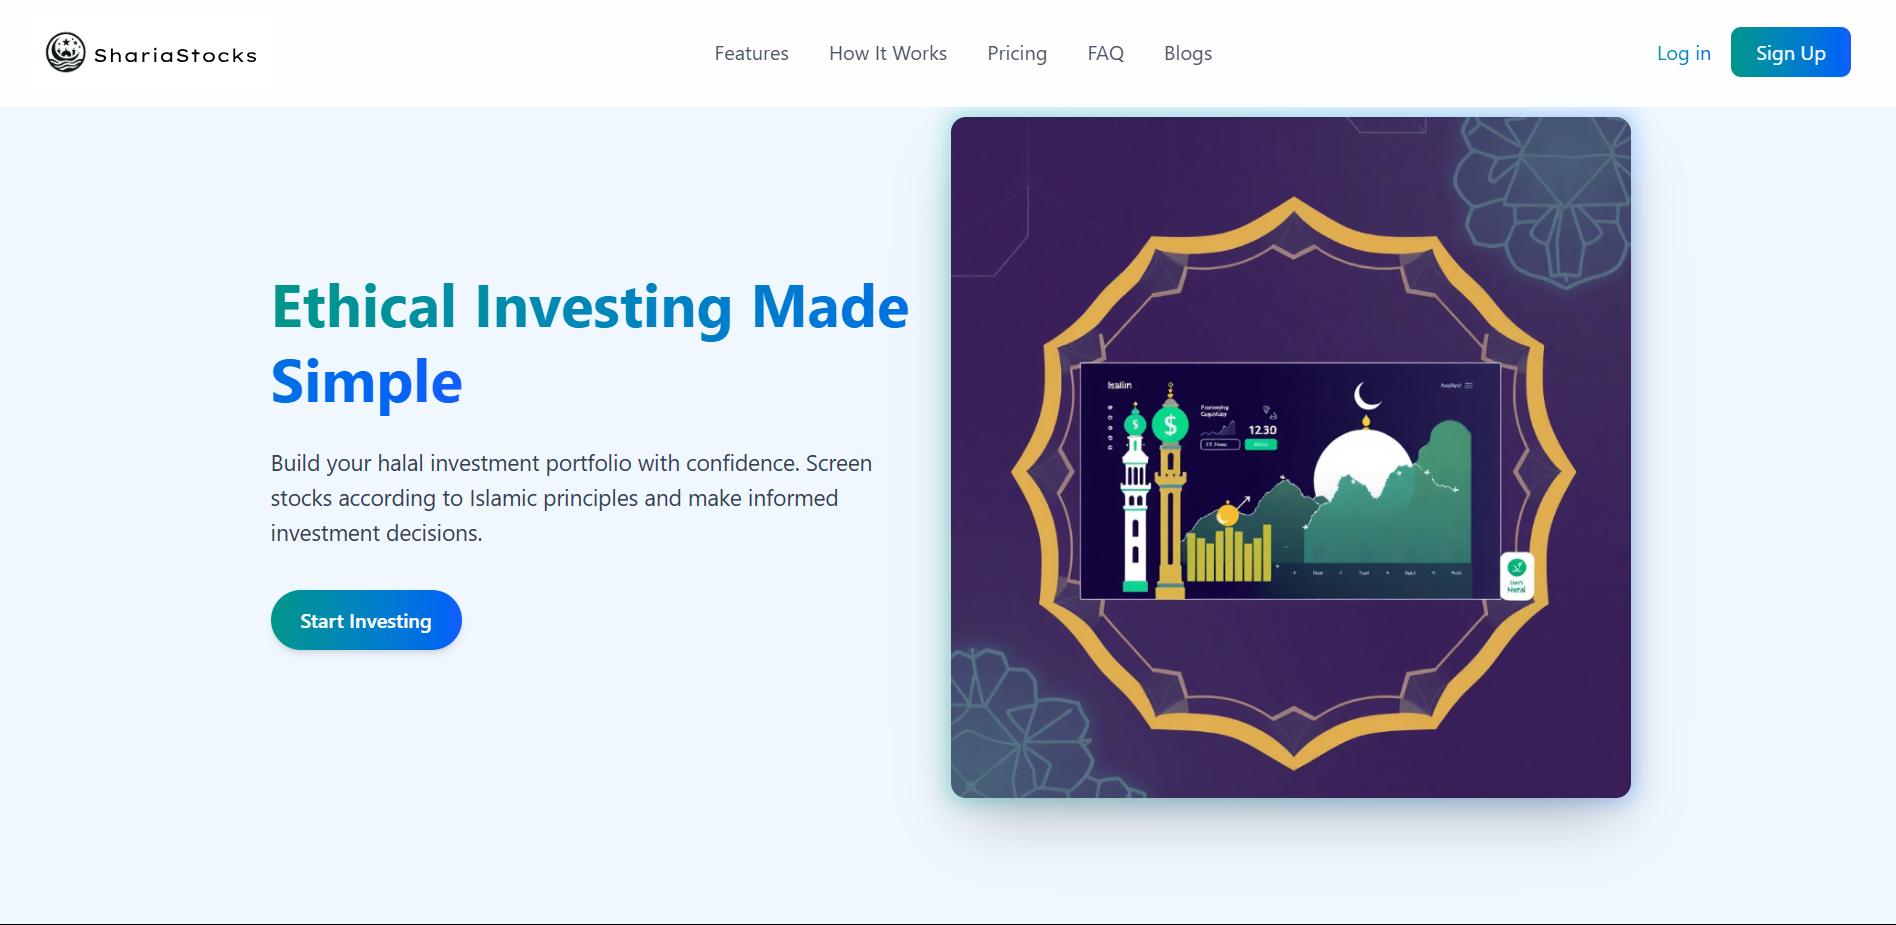 ShariaStocks
Features
How It Works
Pricing
FAQ
Blogs
Log in
Sign Up
Ethical Investing Made
Simple
Build your halal investment portfolio with confidence. Screen
stocks according to Islamic principles and make informed
investment decisions.
Start Investing
$
$
12.30